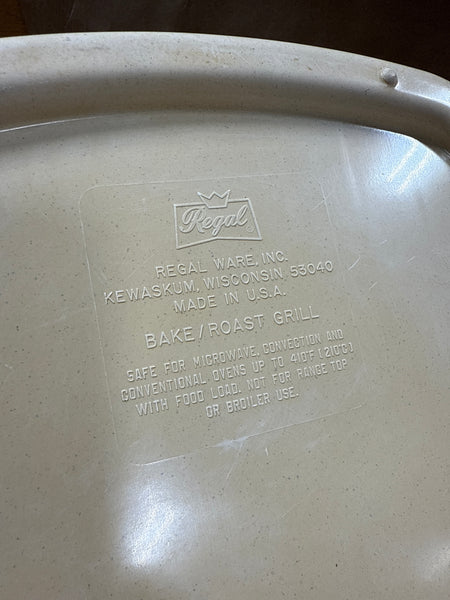 Regal®
REGAL WARE, INC.
KEWASKUM, WISCONSIN 53040
MADE IN U.S.A.
BAKE/ROAST GRILL
SAFE FOR MICROWAVE, CONVECTION AND
CONVENTIONAL OVENS UP TO 410°F (210°C)
WITH FOOD LOAD. NOT FOR RANGE TOP
OR BROILER USE.